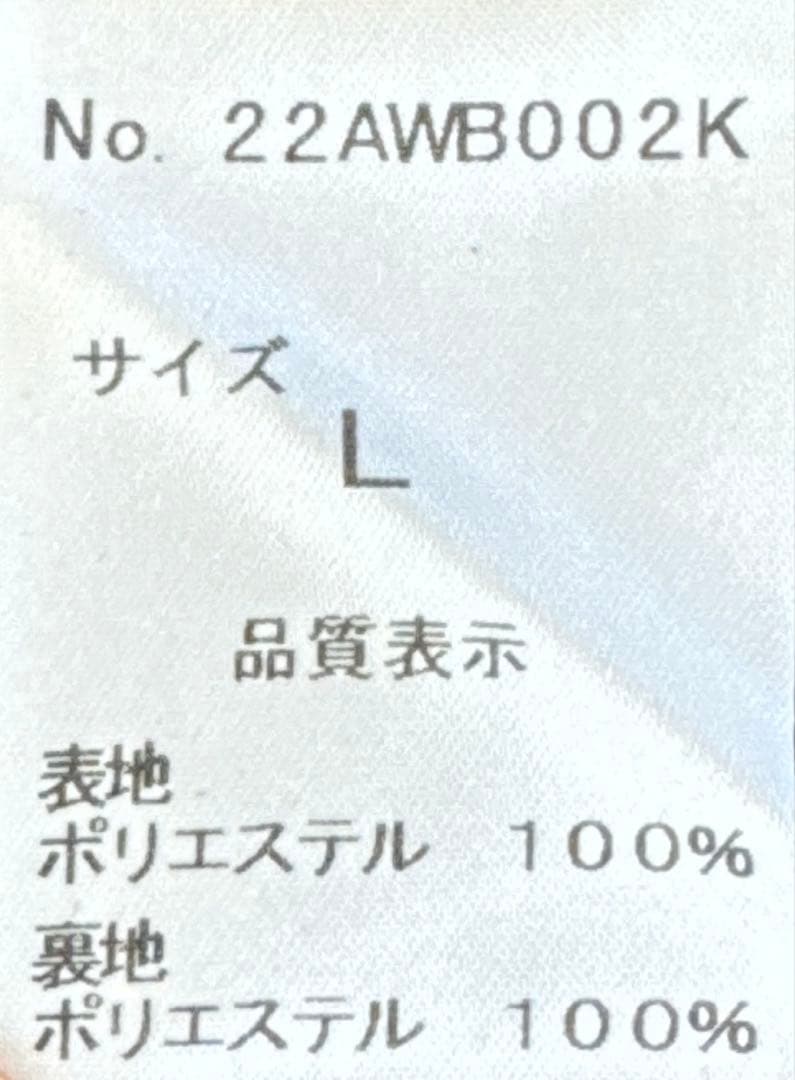 No. 22AWB002K
サイズ
L
品質表示
表地
ポリエステル 100%
裏地
ポリエステル 100%